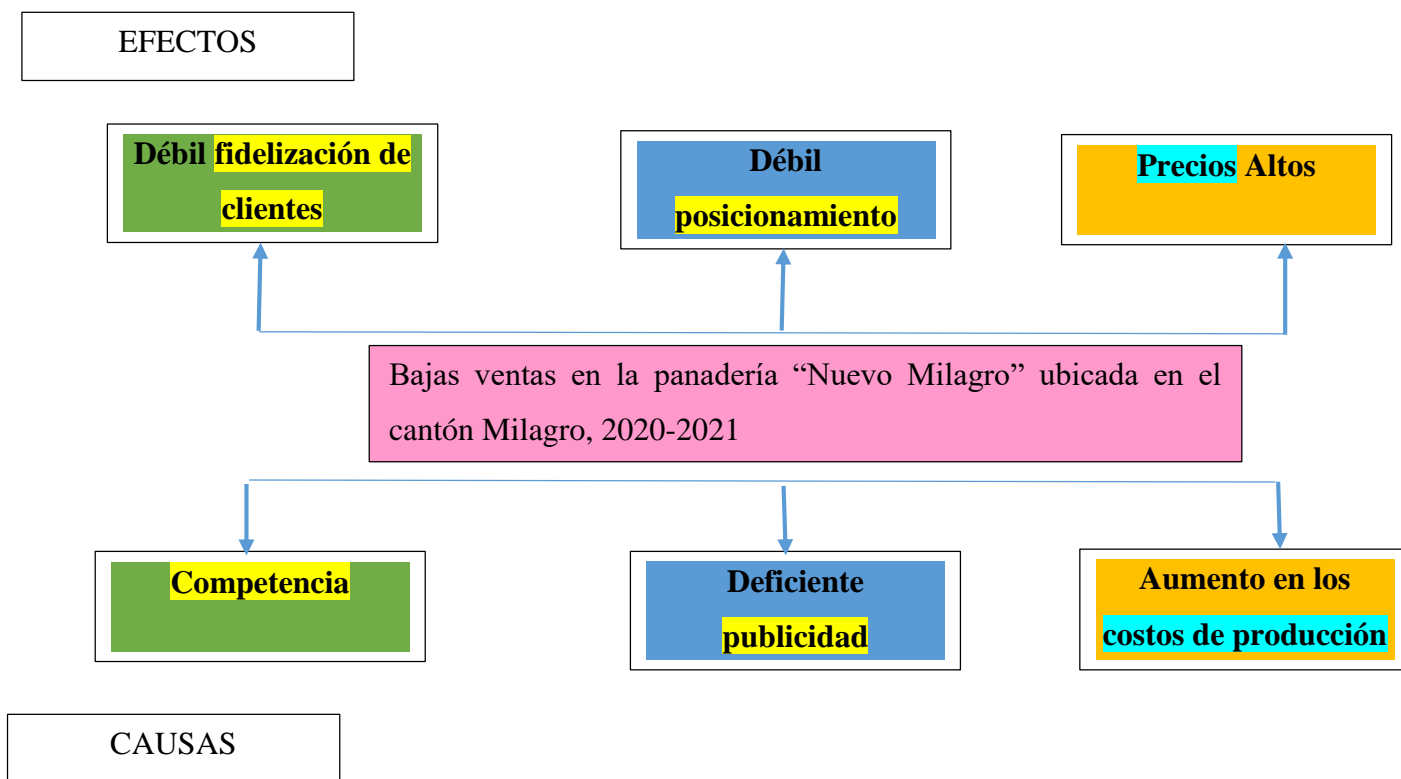 EFECTOS
Débil fidelización de
clientes
Débil
posicionamiento
Precios Altos
Bajas ventas en la panadería “Nuevo Milagro” ubicada en el
cantón Milagro, 2020-2021
Competencia
Deficiente
publicidad
Aumento en los
costos de producción
CAUSAS